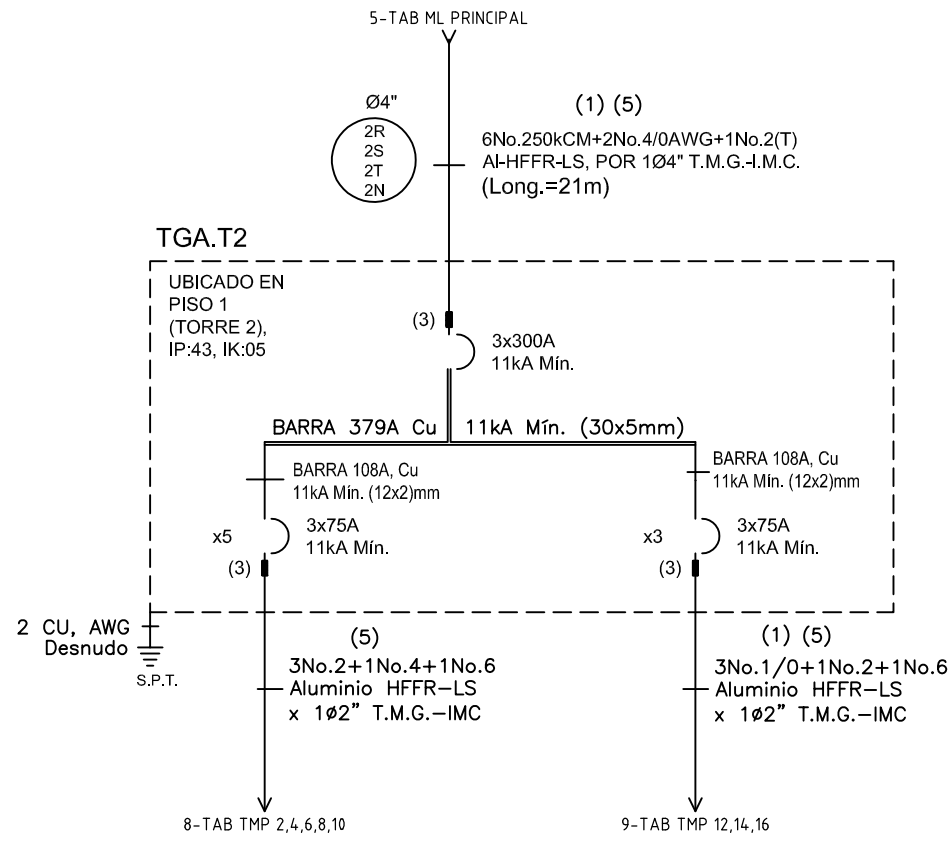 5-TAB ML PRINCIPAL
Ø4"
2R
2S
2T
2N
(1) (5)
6No.250kCM+2No.4/0AWG+1No.2(T)
Al-HFFR-LS, POR 1Ø4" T.M.G.-I.M.C.
(Long.=21m)
TGA.T2
UBICADO EN
PISO 1
(TORRE 2),
IP:43, IK:05
(3)
3x300A
11kA Mín.
BARRA 379A Cu 11kA Mín. (30x5mm)
BARRA 108A, Cu
11kA Mín. (12x2)mm
x5
3x75A
11kA Mín.
(3)
BARRA 108A, Cu
11kA Mín. (12x2)mm
x3
3x75A
11kA Mín.
(3)
2 CU, AWG
Desnudo
S.P.T.
(5)
3No.2+1No.4+1No.6
Aluminio HFFR-LS
x 1ø2" T.M.G.-IMC
(1) (5)
3No.1/0+1No.2+1No.6
Aluminio HFFR-LS
x 1ø2" T.M.G.-IMC
8-TAB TMP 2,4,6,8,10
9-TAB TMP 12,14,16